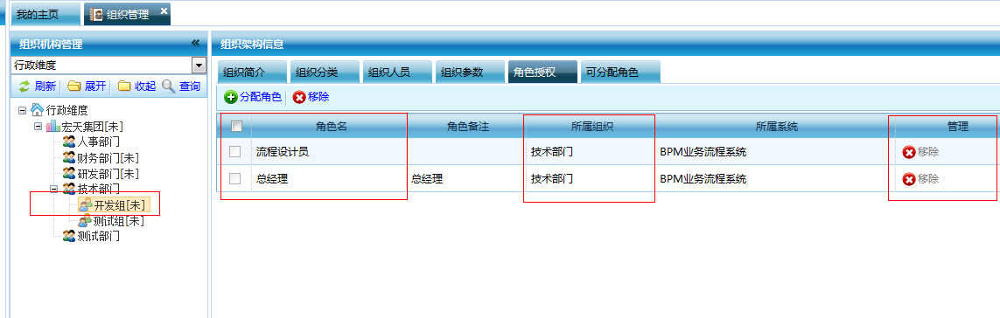 我的主页 组织管理
组织机构管理
行政维度
刷新 展开 收起 查询
行政维度
宏天集团[未]
人事部门
财务部门[未]
研发部门[未]
技术部门
开发组[未]
测试组[未]
测试部门
组织架构信息
组织简介 组织分类 组织人员 组织参数 角色授权 可分配角色
分配角色 移除
角色名 角色备注 所属组织 所属系统 管理
流程设计员 技术部门 BPM业务流程系统 移除
总经理 总经理 技术部门 BPM业务流程系统 移除